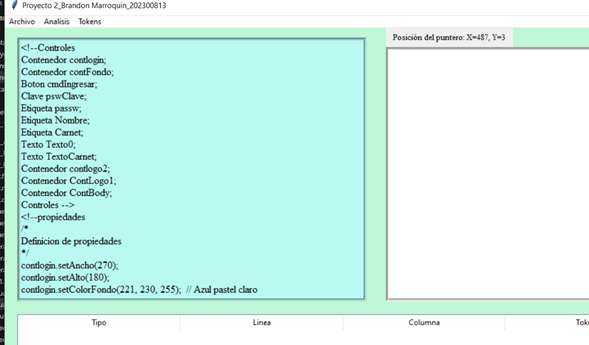 Proyecto 2_Brandon Marroquin_202300813
Archivo Analisis Tokens
Posición del puntero: X=487, Y=3
<!--Controles
Contenedor contlogin;
Contenedor contFondo;
Boton cmdIngresar;
Clave pswClave;
Etiqueta passw;
Etiqueta Nombre;
Etiqueta Carnet;
Texto Texto0;
Texto TextoCarnet;
Contenedor contlogo2;
Contenedor ContLogo1;
Contenedor ContBody;
Controles -->
<!--propiedades
/*
Definicion de propiedades
*/
contlogin.setAncho(270);
contlogin.setAlto(180);
contlogin.setColorFondo(221, 230, 255); // Azul pastel claro
Tipo Linea Columna